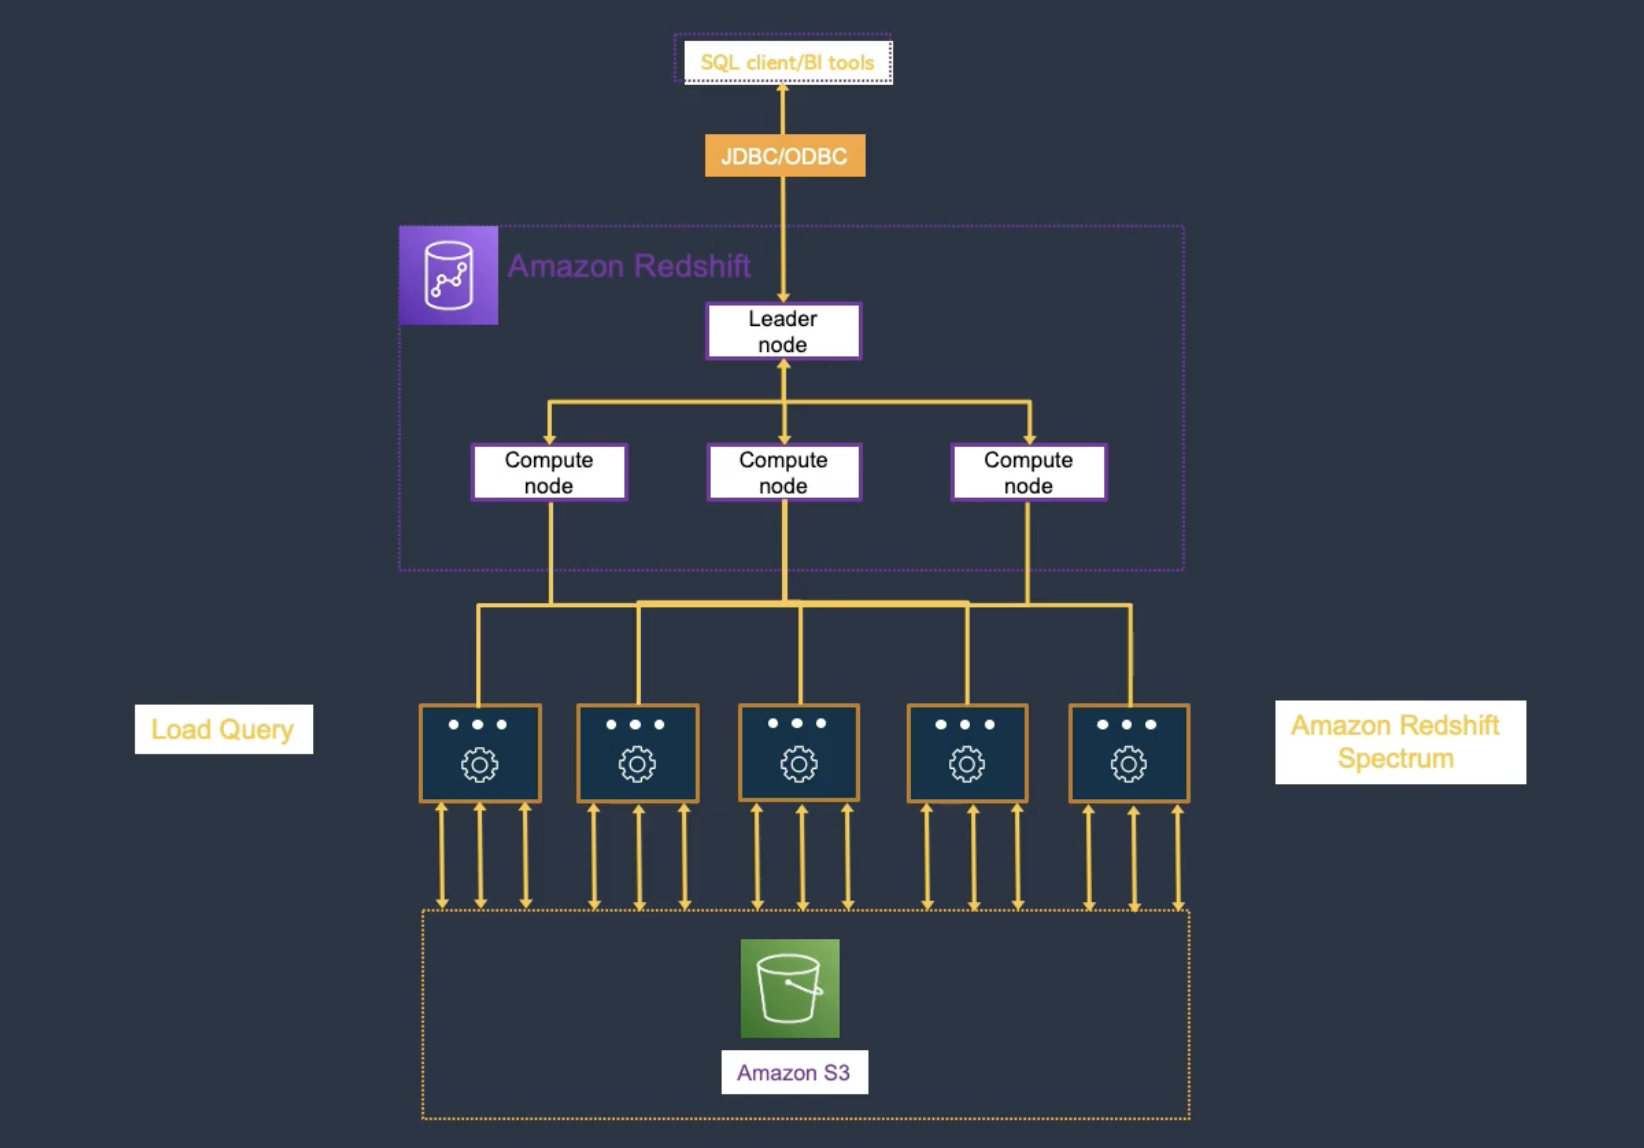 SQL client/BI tools
JDBC/ODBC
Amazon Redshift
Leader
node
Compute
node
Compute
node
Compute
node
Load Query
Amazon Redshift
Spectrum
Amazon S3